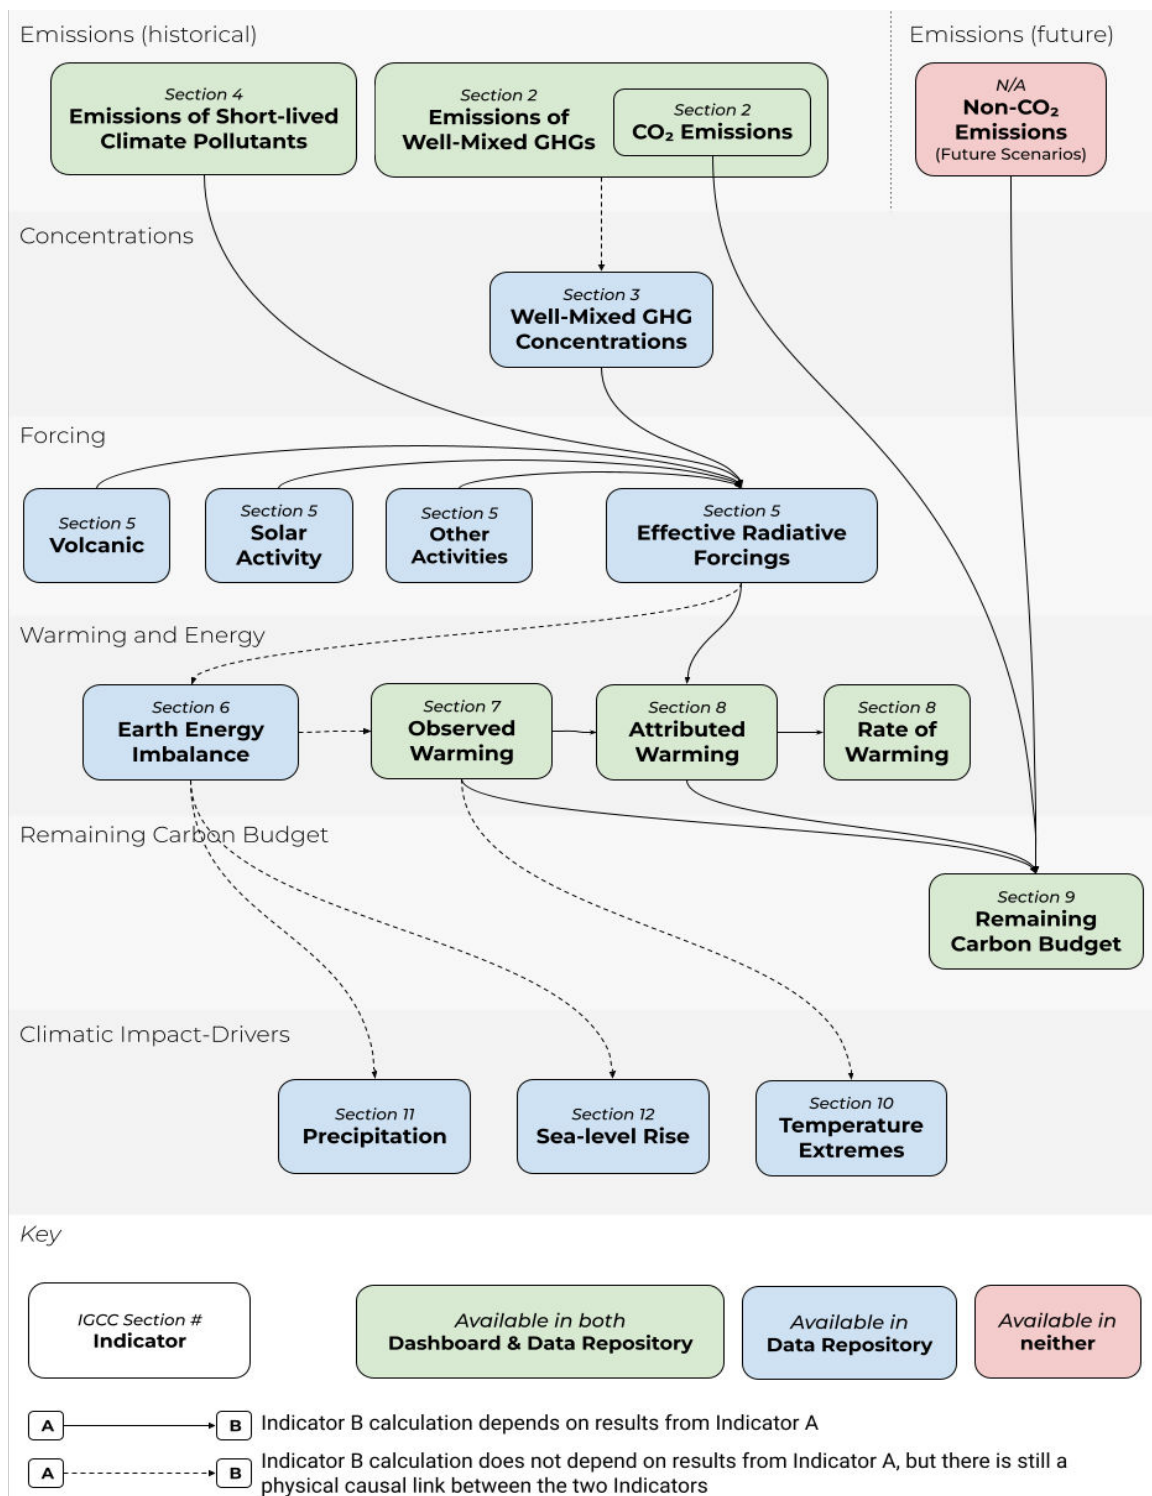 Emissions (historical)
Emissions (future)
Section 4
Emissions of Short-lived
Climate Pollutants
Section 2
Emissions of
Well-Mixed GHGs
Section 2
CO₂ Emissions
N/A
Non-CO₂
Emissions
(Future Scenarios)
Concentrations
Section 3
Well-Mixed GHG
Concentrations
Forcing
Section 5
Volcanic
Section 5
Solar
Activity
Section 5
Other
Activities
Section 5
Effective Radiative
Forcings
Warming and Energy
Section 6
Earth Energy
Imbalance
Section 7
Observed
Warming
Section 8
Attributed
Warming
Section 8
Rate of
Warming
Remaining Carbon Budget
Section 9
Remaining
Carbon Budget
Climatic Impact-Drivers
Section 11
Precipitation
Section 12
Sea-level Rise
Section 10
Temperature
Extremes
Key
IGCC Section #
Indicator
Available in both
Dashboard & Data Repository
Available in
Data Repository
Available in
neither
A B Indicator B calculation depends on results from Indicator A
A B Indicator B calculation does not depend on results from Indicator A, but there is still a
physical causal link between the two Indicators